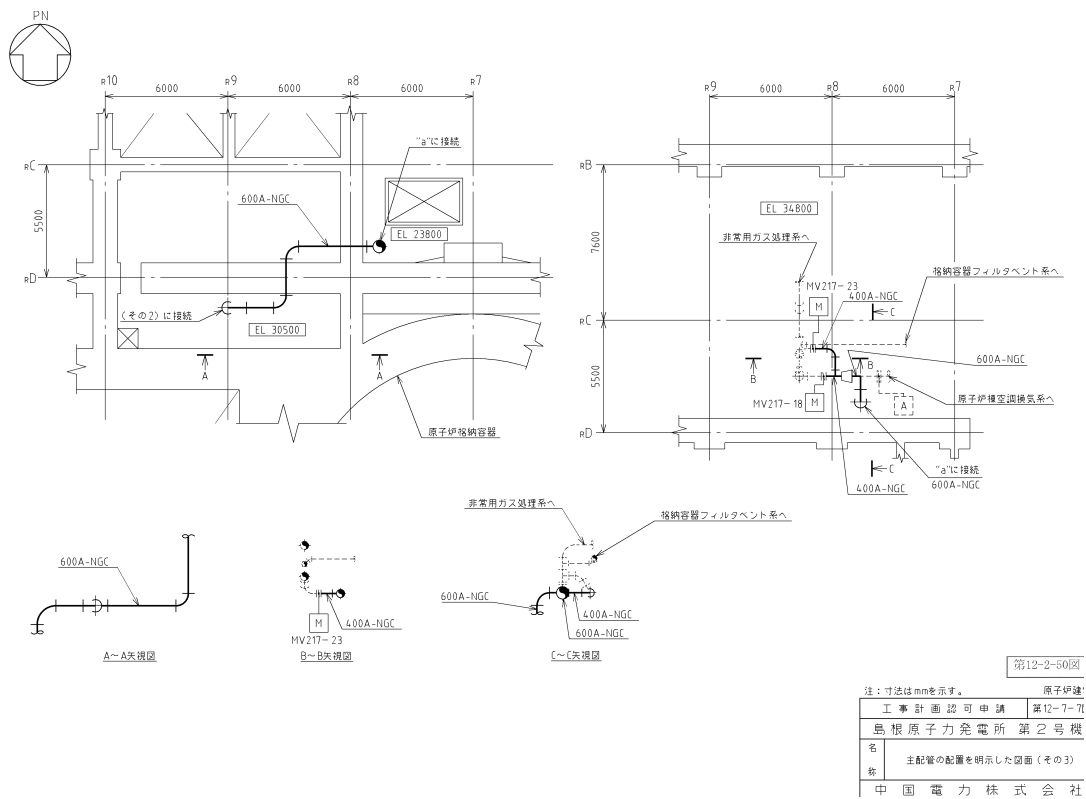 PN
R10
R9
R8
R7
6000
6000
6000
RC
5500
RD
"a"に接続
600A-NGC
EL 23800
(その2)に接続
EL 30500
A
A
原子炉格納容器
R9
R8
R7
6000
6000
RB
7600
RC
5500
RD
EL 34800
非常用ガス処理系へ
MV217-23
M
400A-NGC
格納容器フィルタベント系へ
C
600A-NGC
B
B
MV217-18
M
A
原子炉棟空調換気系へ
C
"a"に接続
600A-NGC
400A-NGC
600A-NGC
A~A矢視図
M
400A-NGC
MV217-23
B~B矢視図
非常用ガス処理系へ
格納容器フィルタベント系へ
600A-NGC
400A-NGC
600A-NGC
C~C矢視図
第12-2-50図
注:寸法はmmを示す。
原子炉建
工事計画認可申請
第12-7-7
島根原子力発電所 第2号機
名称
主配管の配置を明示した図面(その3)
中国電力株式会社